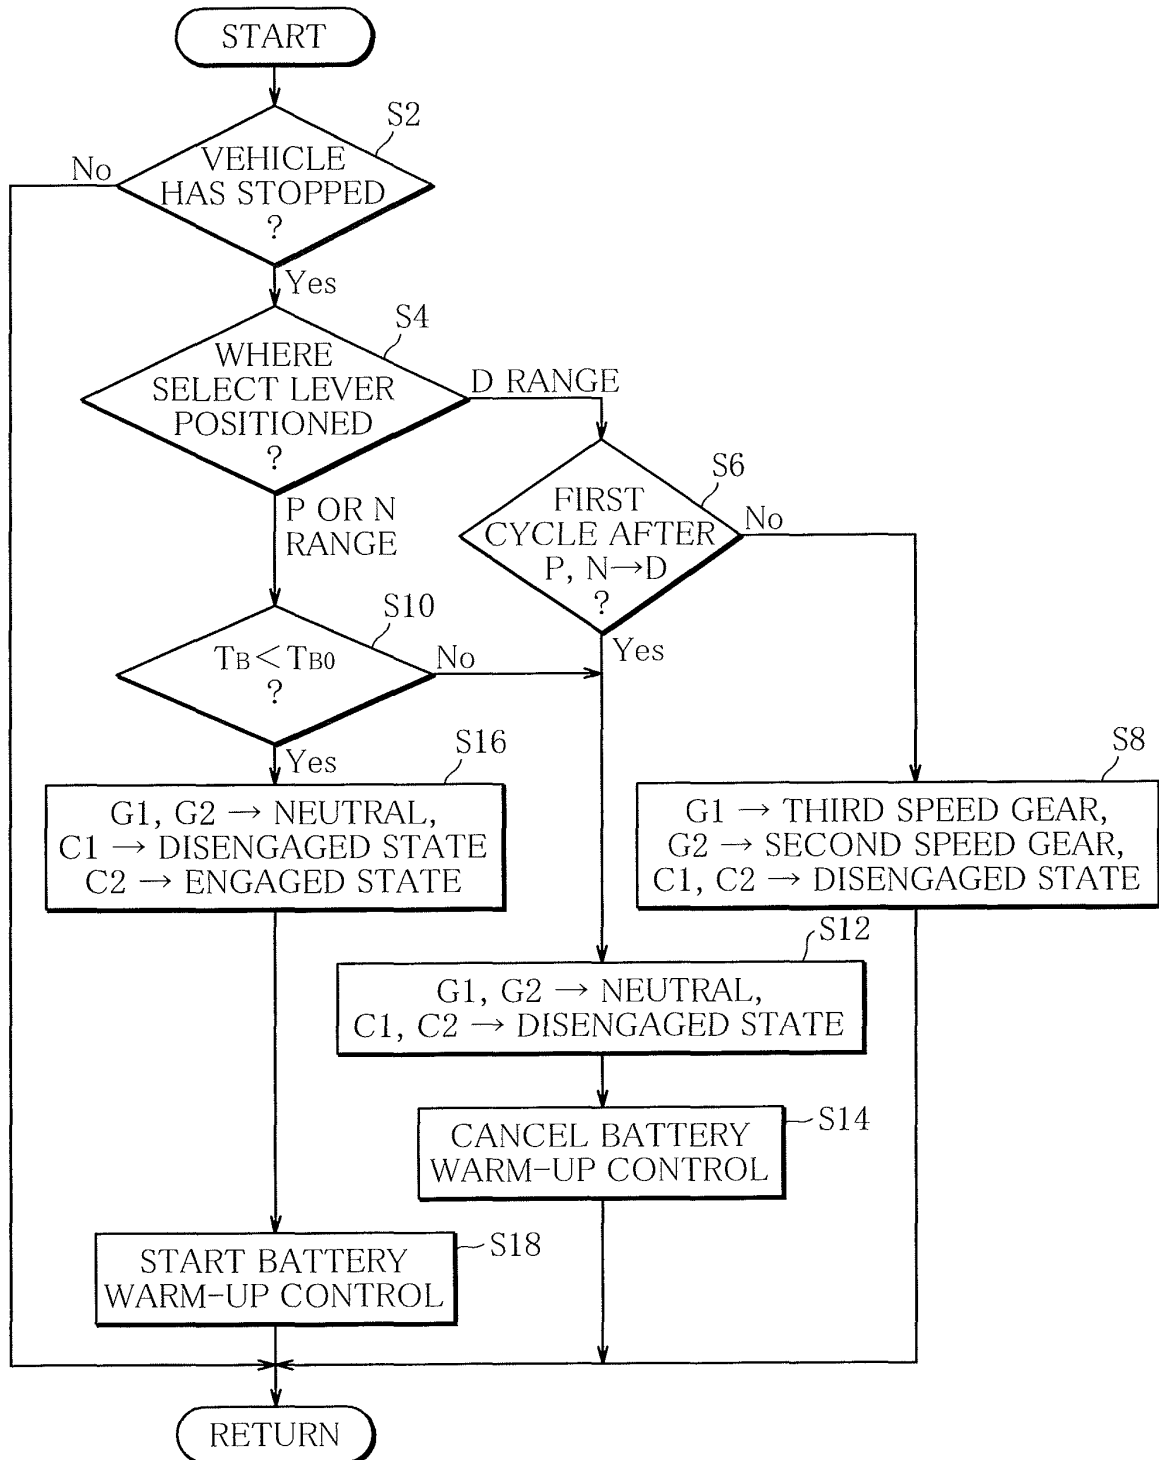 START
S2
No
VEHICLE
HAS STOPPED
?
Yes
S4
WHERE
SELECT LEVER
POSITIONED
?
D RANGE
P OR N
RANGE
S6
FIRST
CYCLE AFTER
P, N→D
?
No
Yes
S10
TB<TB0
?
No
Yes
S16
G1, G2 → NEUTRAL,
C1 → DISENGAGED STATE
C2 → ENGAGED STATE
S8
G1 → THIRD SPEED GEAR,
G2 → SECOND SPEED GEAR,
C1, C2 → DISENGAGED STATE
S12
G1, G2 → NEUTRAL,
C1, C2 → DISENGAGED STATE
S14
CANCEL BATTERY
WARM-UP CONTROL
S18
START BATTERY
WARM-UP CONTROL
RETURN